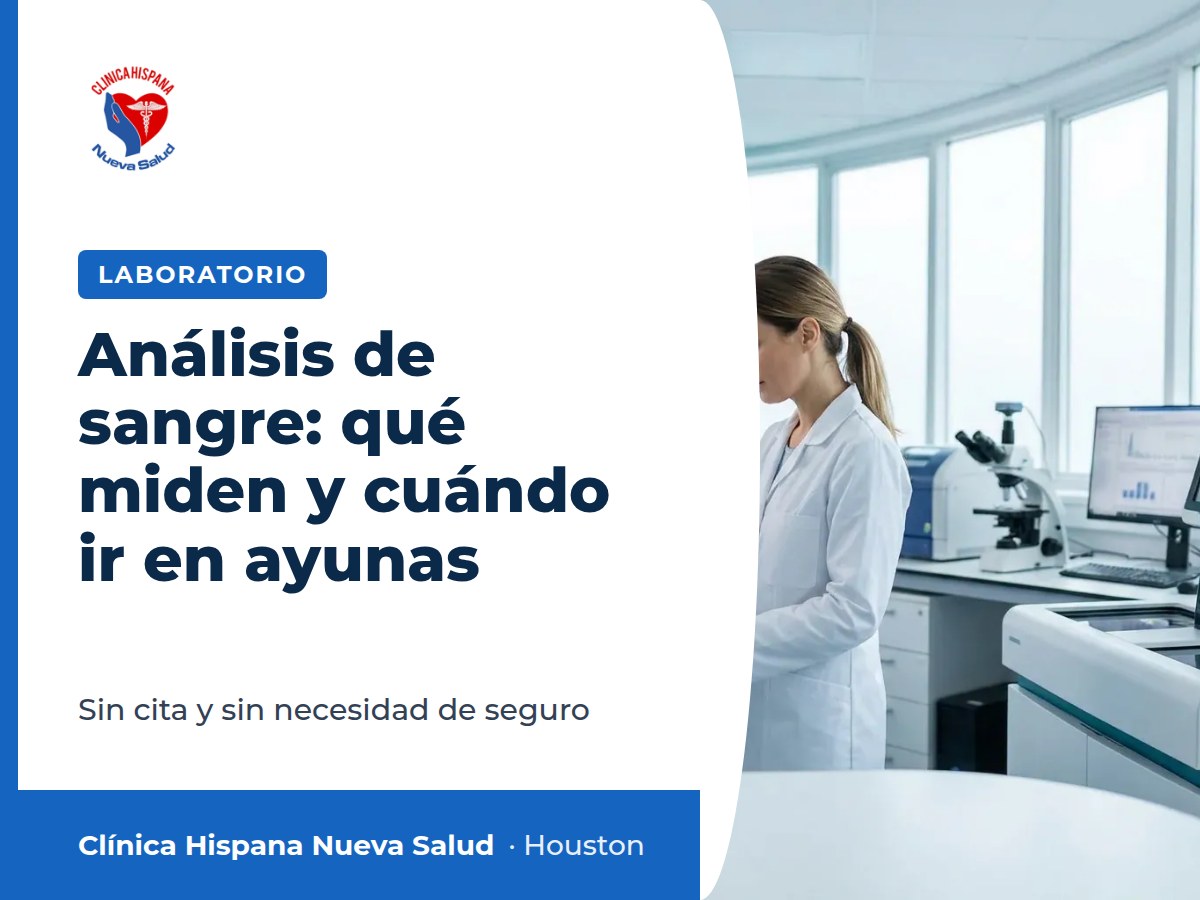 CLINICA HISPANA
Nueva Salud
LABORATORIO
Análisis de
sangre: qué
miden y cuándo
ir en ayunas
Sin cita y sin necesidad de seguro
Clínica Hispana Nueva Salud · Houston